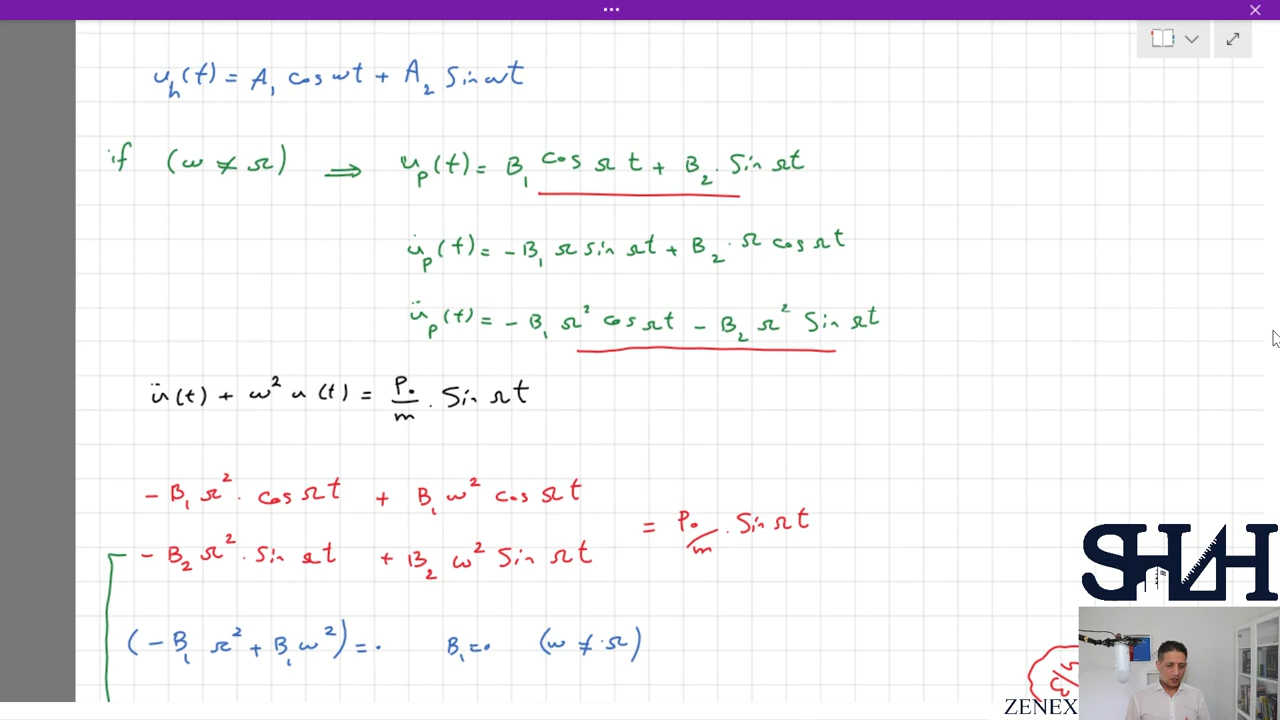 u_h(t) = A_1 cos ωt + A_2 Sin ωt
if (ω ≠ Ω) ⟹ u_p(t) = B_1 cos Ω t + B_2 . Sin Ωt
u̇_p(t) = - B_1 Ω sin Ωt + B_2 . Ω cos Ωt
ü_p(t) = - B_1 Ω² cos Ωt - B_2 Ω² Sin Ωt
ü(t) + ω² u(t) = P_0/m . Sin Ωt
- B_1 Ω² . cos Ωt + B_1 ω² cos Ωt
= P_0/m . Sin Ωt
- B_2 Ω² . Sin Ωt + B_2 ω² Sin Ωt
(- B_1 Ω² + B_1 ω²) = 0 B_1 = 0 (ω ≠ Ω)
SHH
ZENEX